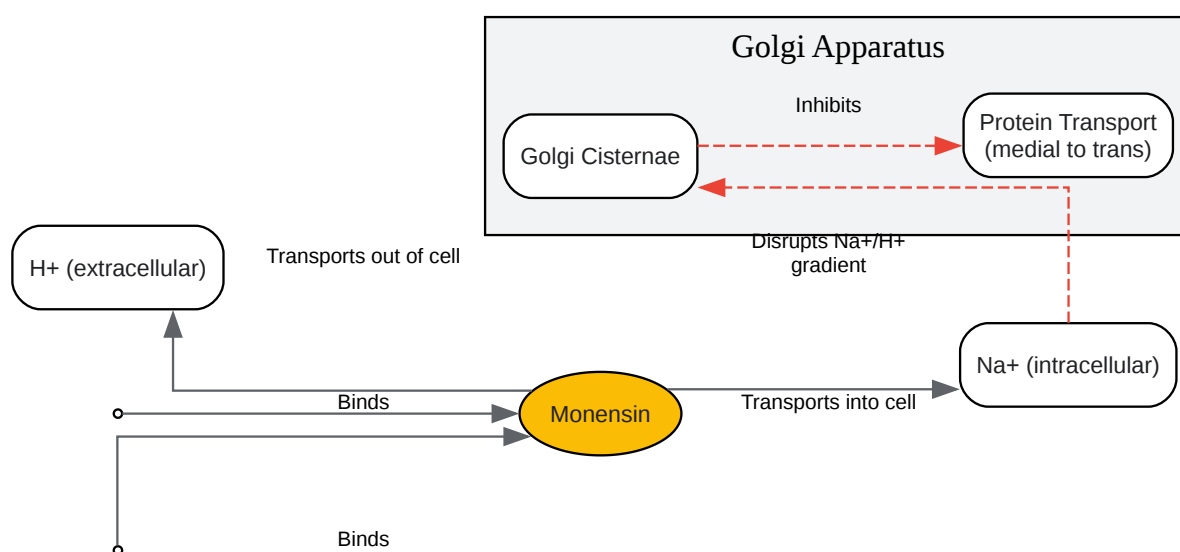 Golgi Apparatus
Inhibits
Golgi Cisternae
Protein Transport
(medial to trans)
Disrupts Na+/H+
gradient
H+ (extracellular)
Transports out of cell
Na+ (intracellular)
Binds
Monensin
Transports into cell
Binds